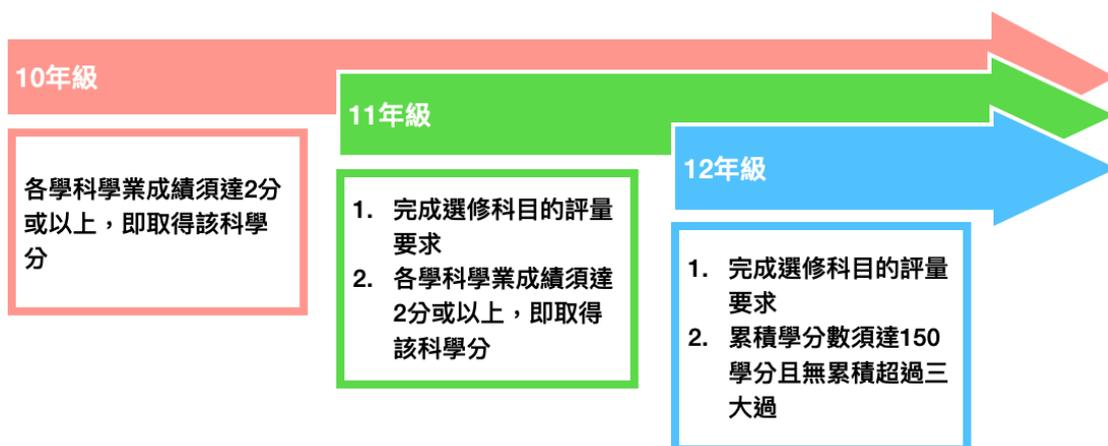 10年級
各學科學業成績須達2分
或以上，即取得該科學
分
11年級
1. 完成選修科目的評量
要求
2. 各學科學業成績須達
2分或以上，即取得
該科學分
12年級
1. 完成選修科目的評量
要求
2. 累積學分數須達150
學分且無累積超過三
大過